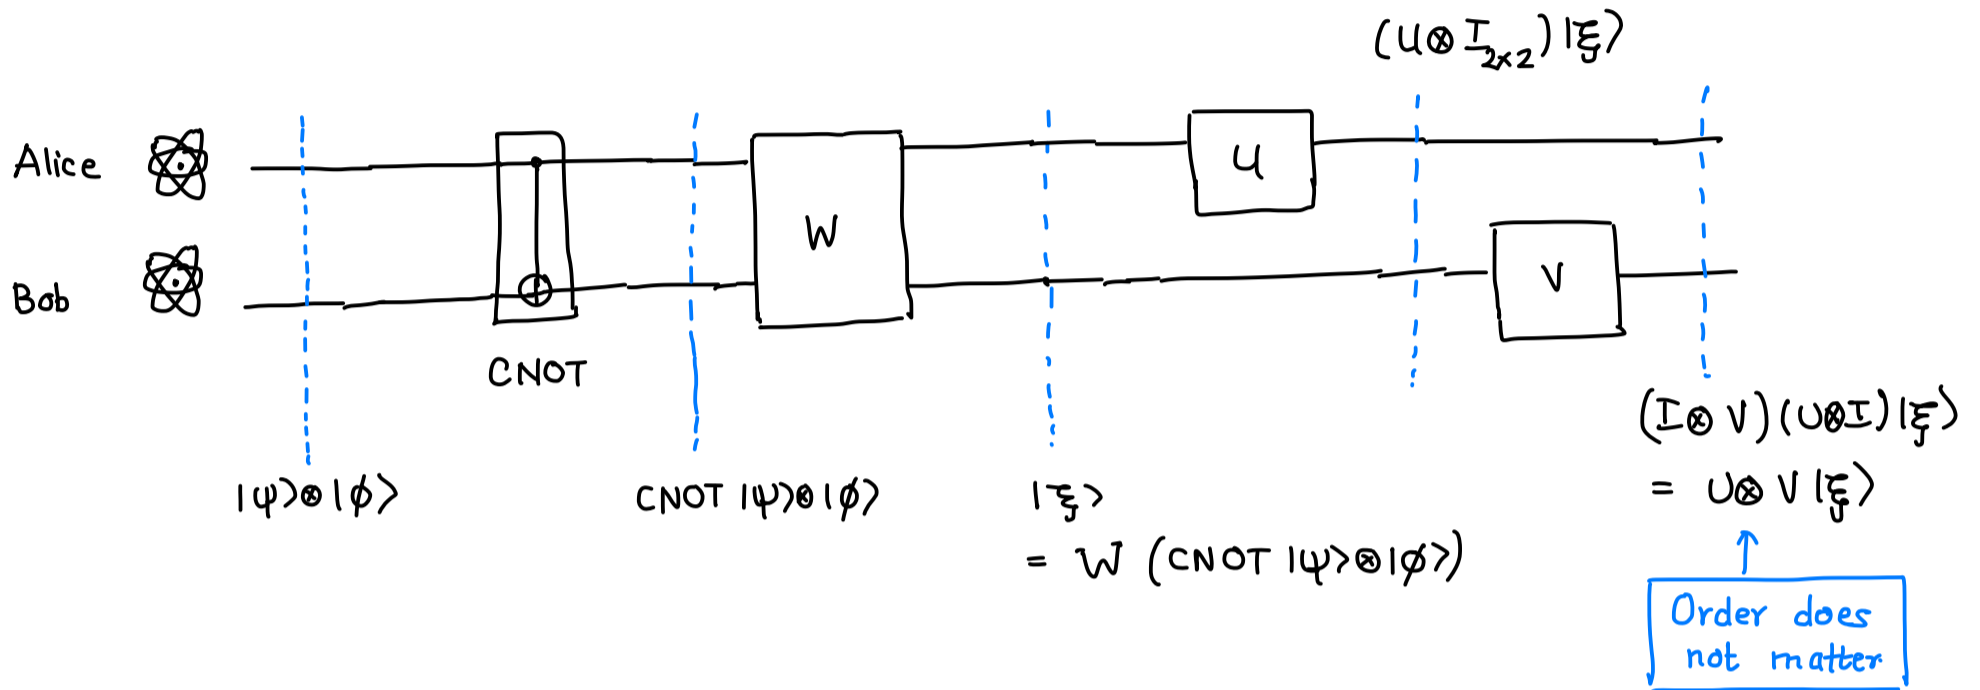 (U⊗I₂ₓ₂)|ξ⟩
Alice
U
W
V
Bob
CNOT
(I⊗V)(U⊗I)|ξ⟩
|ψ⟩⊗|ϕ⟩
CNOT |ψ⟩⊗|ϕ⟩
|ξ⟩
= U⊗V|ξ⟩
= W (CNOT |ψ⟩⊗|ϕ⟩)
Order does
not matter